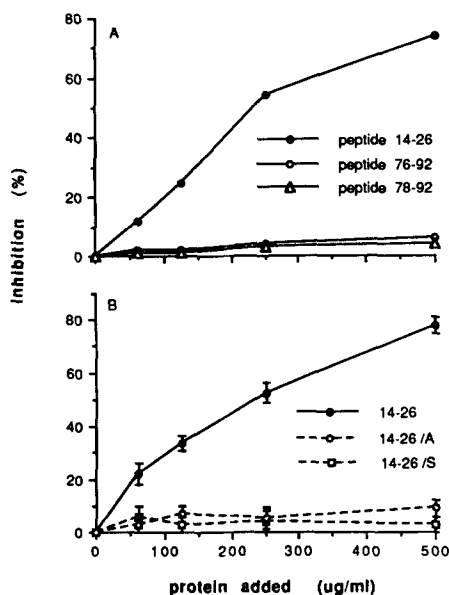 A
80
60
40
20
0
peptide 14-26
peptide 76-92
peptide 78-92
Inhibition (%)
B
80
60
40
20
0
14-26
14-26 /A
14-26 /S
0 100 200 300 400 500
protein added (ug/ml)